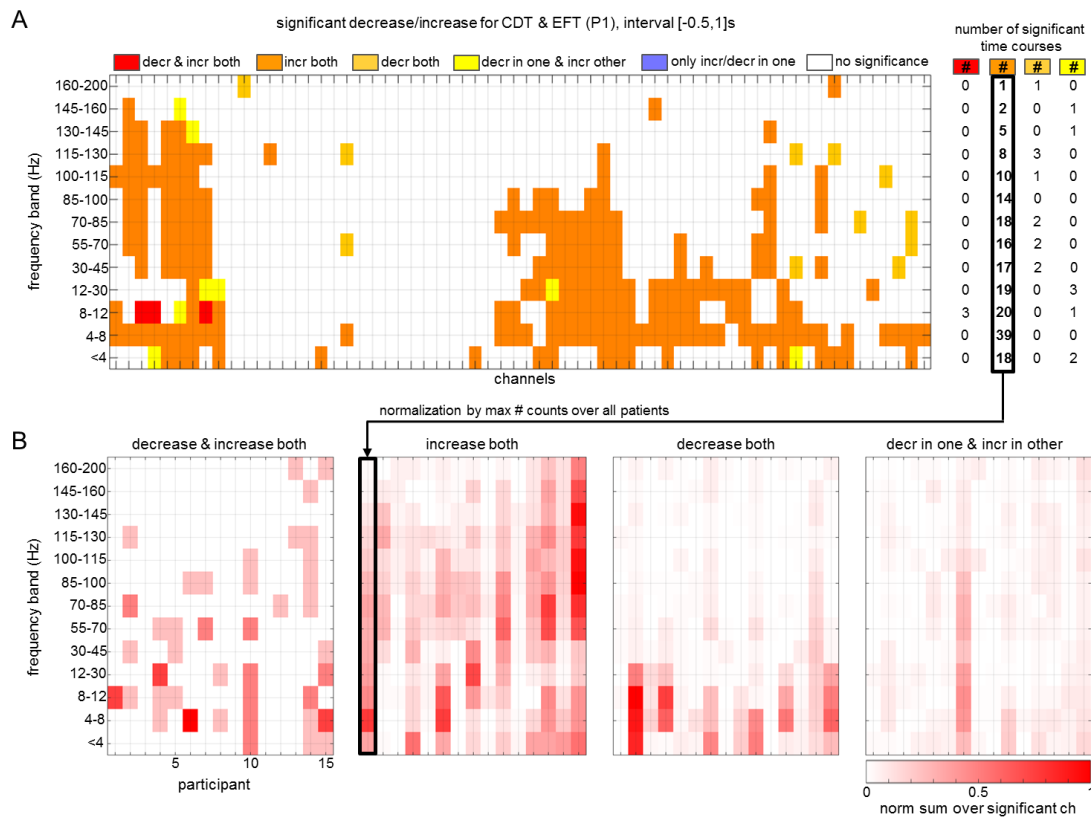 A
significant decrease/increase for CDT & EFT (P1), interval [-0.5,1]s
number of significant
time courses
decr & incr both
incr both
decr both
decr in one & incr other
only incr/decr in one
no significance
# # # #
160-200 0 1 1 0
145-160 0 2 0 1
130-145 0 5 0 1
115-130 0 8 3 0
100-115 0 10 1 0
85-100 0 14 0 0
70-85 0 18 2 0
55-70 0 16 2 0
30-45 0 17 2 0
12-30 0 19 0 3
8-12 3 20 0 1
4-8 0 39 0 0
<4 0 18 0 2
frequency band (Hz)
channels
normalization by max # counts over all patients
B
decrease & increase both
increase both
decrease both
decr in one & incr in other
160-200
145-160
130-145
115-130
100-115
85-100
70-85
55-70
30-45
12-30
8-12
4-8
<4
frequency band (Hz)
5 10 15
participant
0 0.5 1
norm sum over significant ch